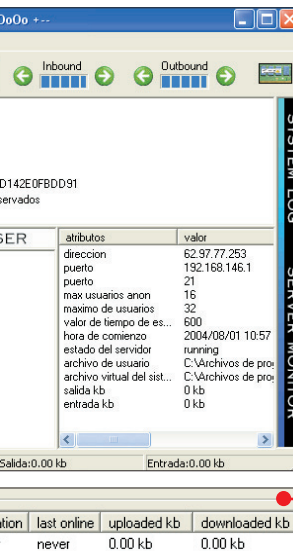 OoOo +--
Inbound
Outbound
D142E0FBDD91
servados
SER
atributos valor
direccion 62.97.77.253
puerto 192.168.146.1
puerto 21
max usuarios anon 16
maximo de usuarios 32
valor de tiempo de es... 600
hora de comienzo 2004/08/01 10:57
estado del servidor running
archivo de usuario C:\Archivos de prog
archivo virtual del sist... C:\Archivos de prog
salida kb 0 kb
entrada kb 0 kb
SYSTEM LOG
SERVER MONITOR
Salida:0.00 kb Entrada:0.00 kb
ation last online uploaded kb downloaded kb
never 0.00 kb 0.00 kb